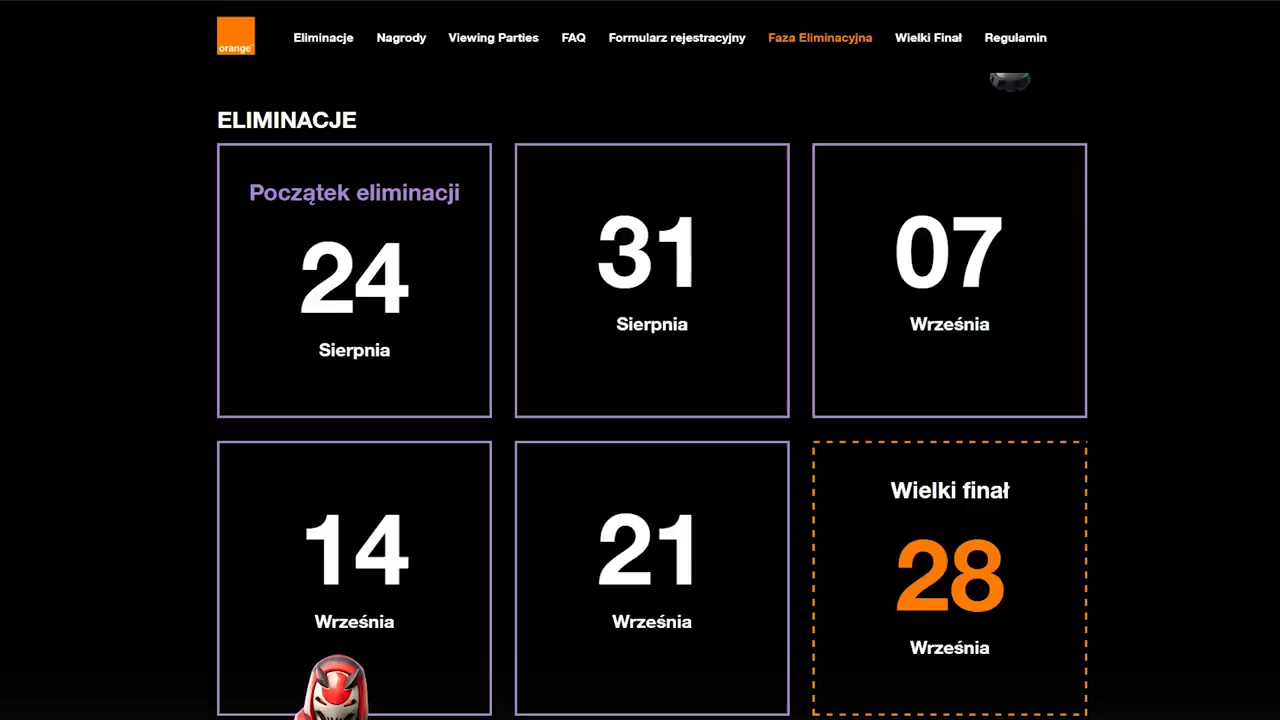 orange
Eliminacje Nagrody Viewing Parties FAQ Formularz rejestracyjny Faza Eliminacyjna Wielki Finał Regulamin
ELIMINACJE
Początek eliminacji
24
Sierpnia
31
Sierpnia
07
Września
14
Września
21
Września
Wielki finał
28
Września